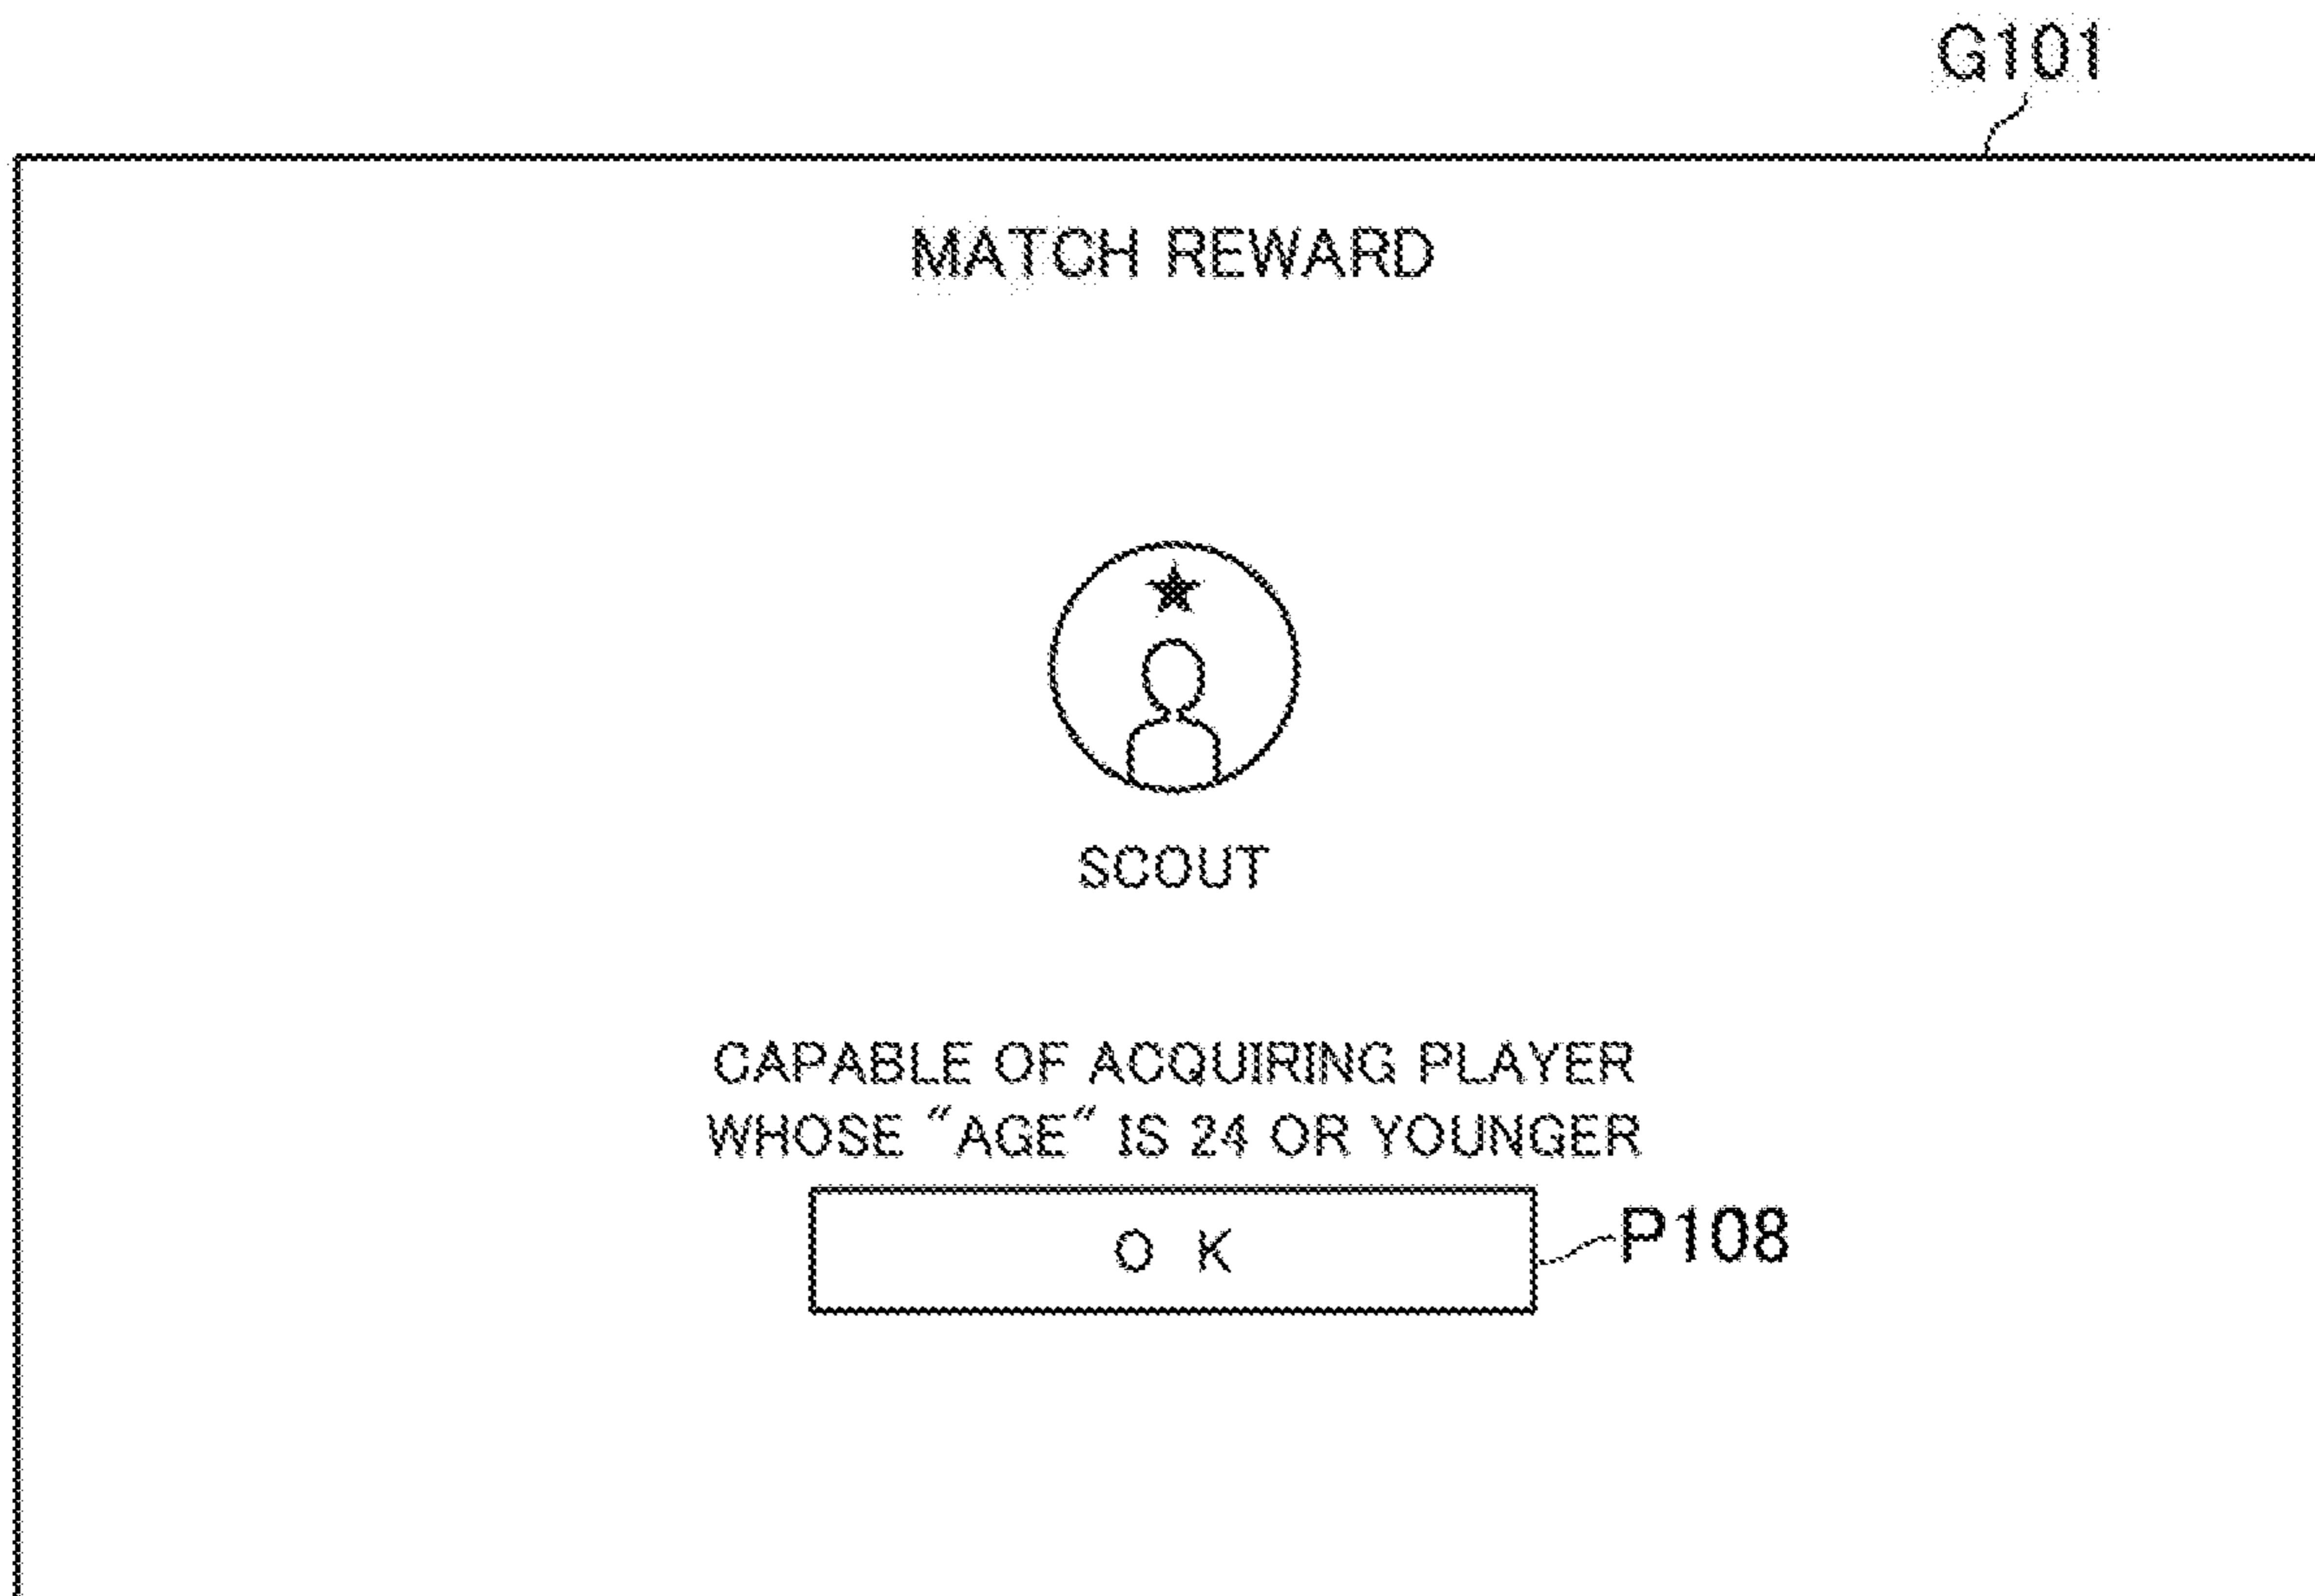 G101
MATCH REWARD
SCOUT
CAPABLE OF ACQUIRING PLAYER
WHOSE "AGE" IS 24 OR YOUNGER
O K
P108